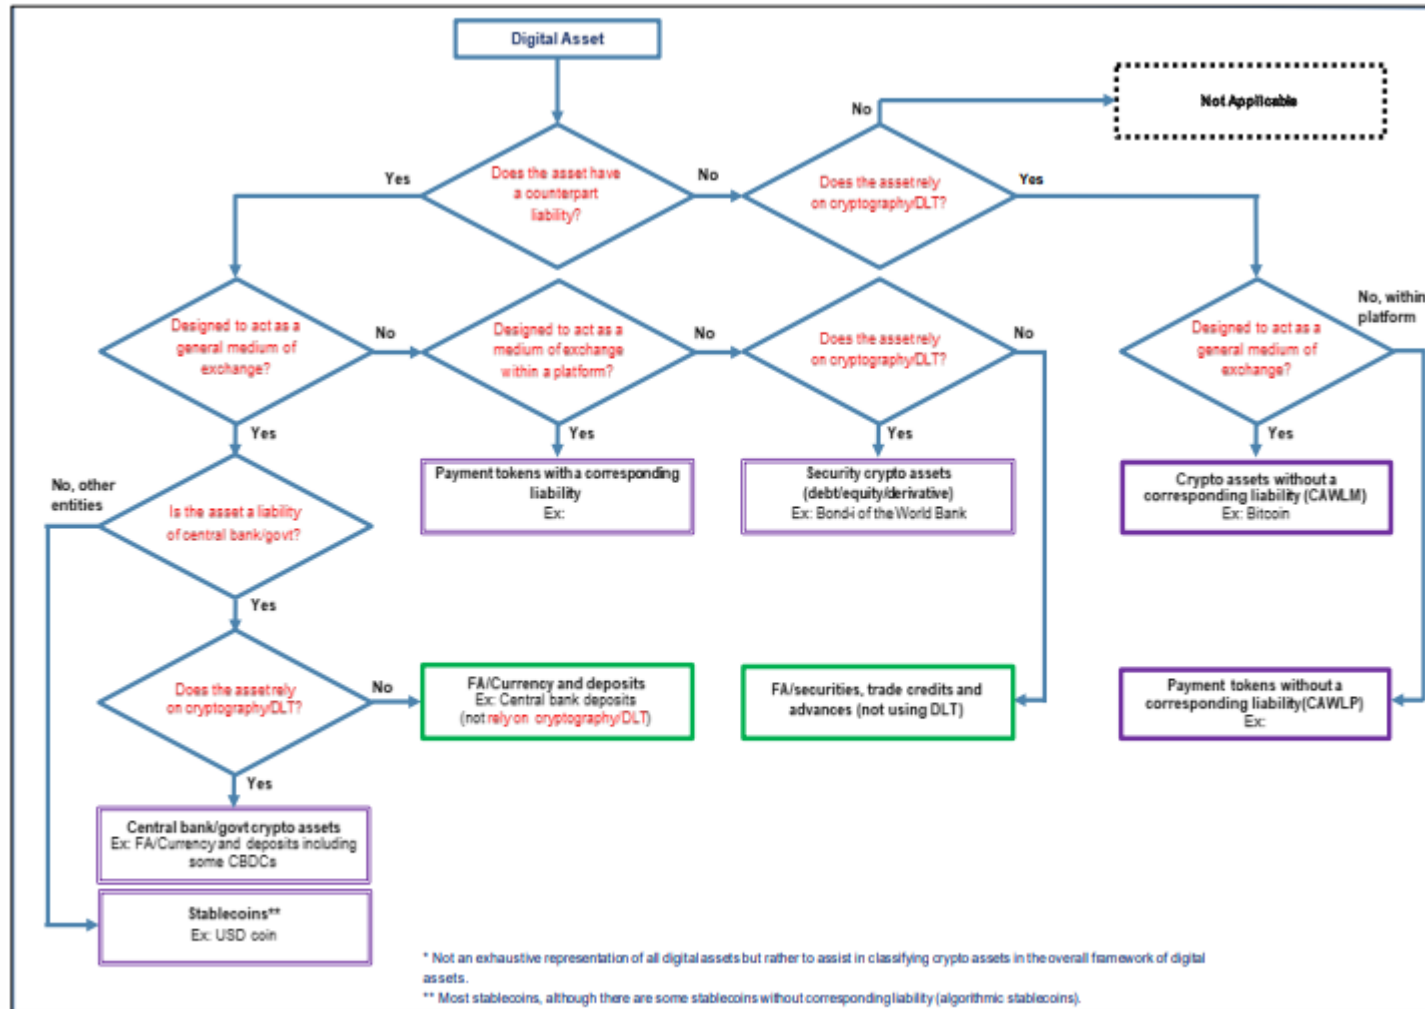 Digital Asset
Not Applicable
No
Does the asset have
a counterpart
liability?
Yes
No
Does the asset rely
on cryptography/DLT?
Yes
Designed to act as a
general medium of
exchange?
No
Designed to act as a
medium of exchange
within a platform?
No
Does the asset rely
on cryptography/DLT?
No
Designed to act as a
general medium of
exchange?
No, within
platform
Yes
Yes
Yes
Yes
No, other
entities
Is the asset a liability
of central bank/govt?
Payment tokens with a corresponding
liability
Ex:
Security crypto assets
(debt/equity/derivative)
Ex: Bond-i of the World Bank
Crypto assets without a
corresponding liability (CAWLM)
Ex: Bitcoin
Yes
Does the asset rely
on cryptography/DLT?
No
FA/Currency and deposits
Ex: Central bank deposits
(not rely on cryptography/DLT)
FA/securities, trade credits and
advances (not using DLT)
Payment tokens without a
corresponding liability(CAWLP)
Ex:
Yes
Central bank/govt crypto assets
Ex: FA/Currency and deposits including
some CBDCs
Stablecoins**
Ex: USD coin
* Not an exhaustive representation of all digital assets but rather to assist in classifying crypto assets in the overall framework of digital
assets.
** Most stablecoins, although there are some stablecoins without corresponding liability (algorithmic stablecoins).